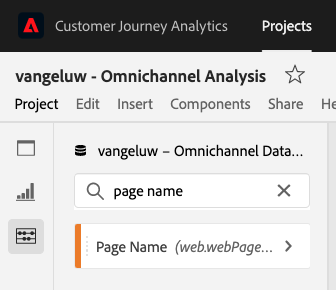 Customer Journey Analytics Projects
vangeluw - Omnichannel Analysis
Project Edit Insert Components Share He
vangeluw – Omnichannel Data...
page name
Page Name (web.webPage...